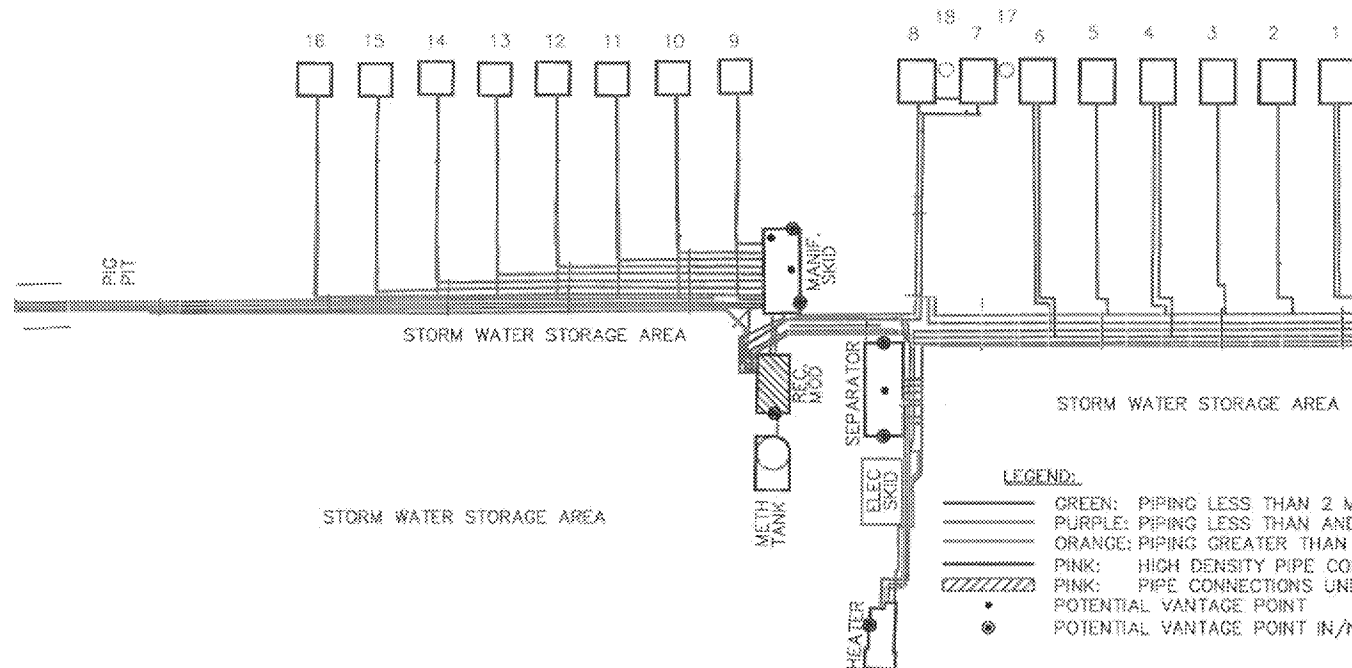 16 15 14 13 12 11 10 9 8 18 7 17 6 5 4 3 2 1
PIG
PIT
MANIF.
SKID
STORM WATER STORAGE AREA
REC.
MOD
SEPARATOR
STORM WATER STORAGE AREA
METH
TANK
ELEC
SKID
STORM WATER STORAGE AREA
HEATER
LEGEND:
GREEN: PIPING LESS THAN 2 M
PURPLE: PIPING LESS THAN AND
ORANGE: PIPING GREATER THAN
PINK: HIGH DENSITY PIPE CO
PINK: PIPE CONNECTIONS UN
POTENTIAL VANTAGE POINT
POTENTIAL VANTAGE POINT IN/